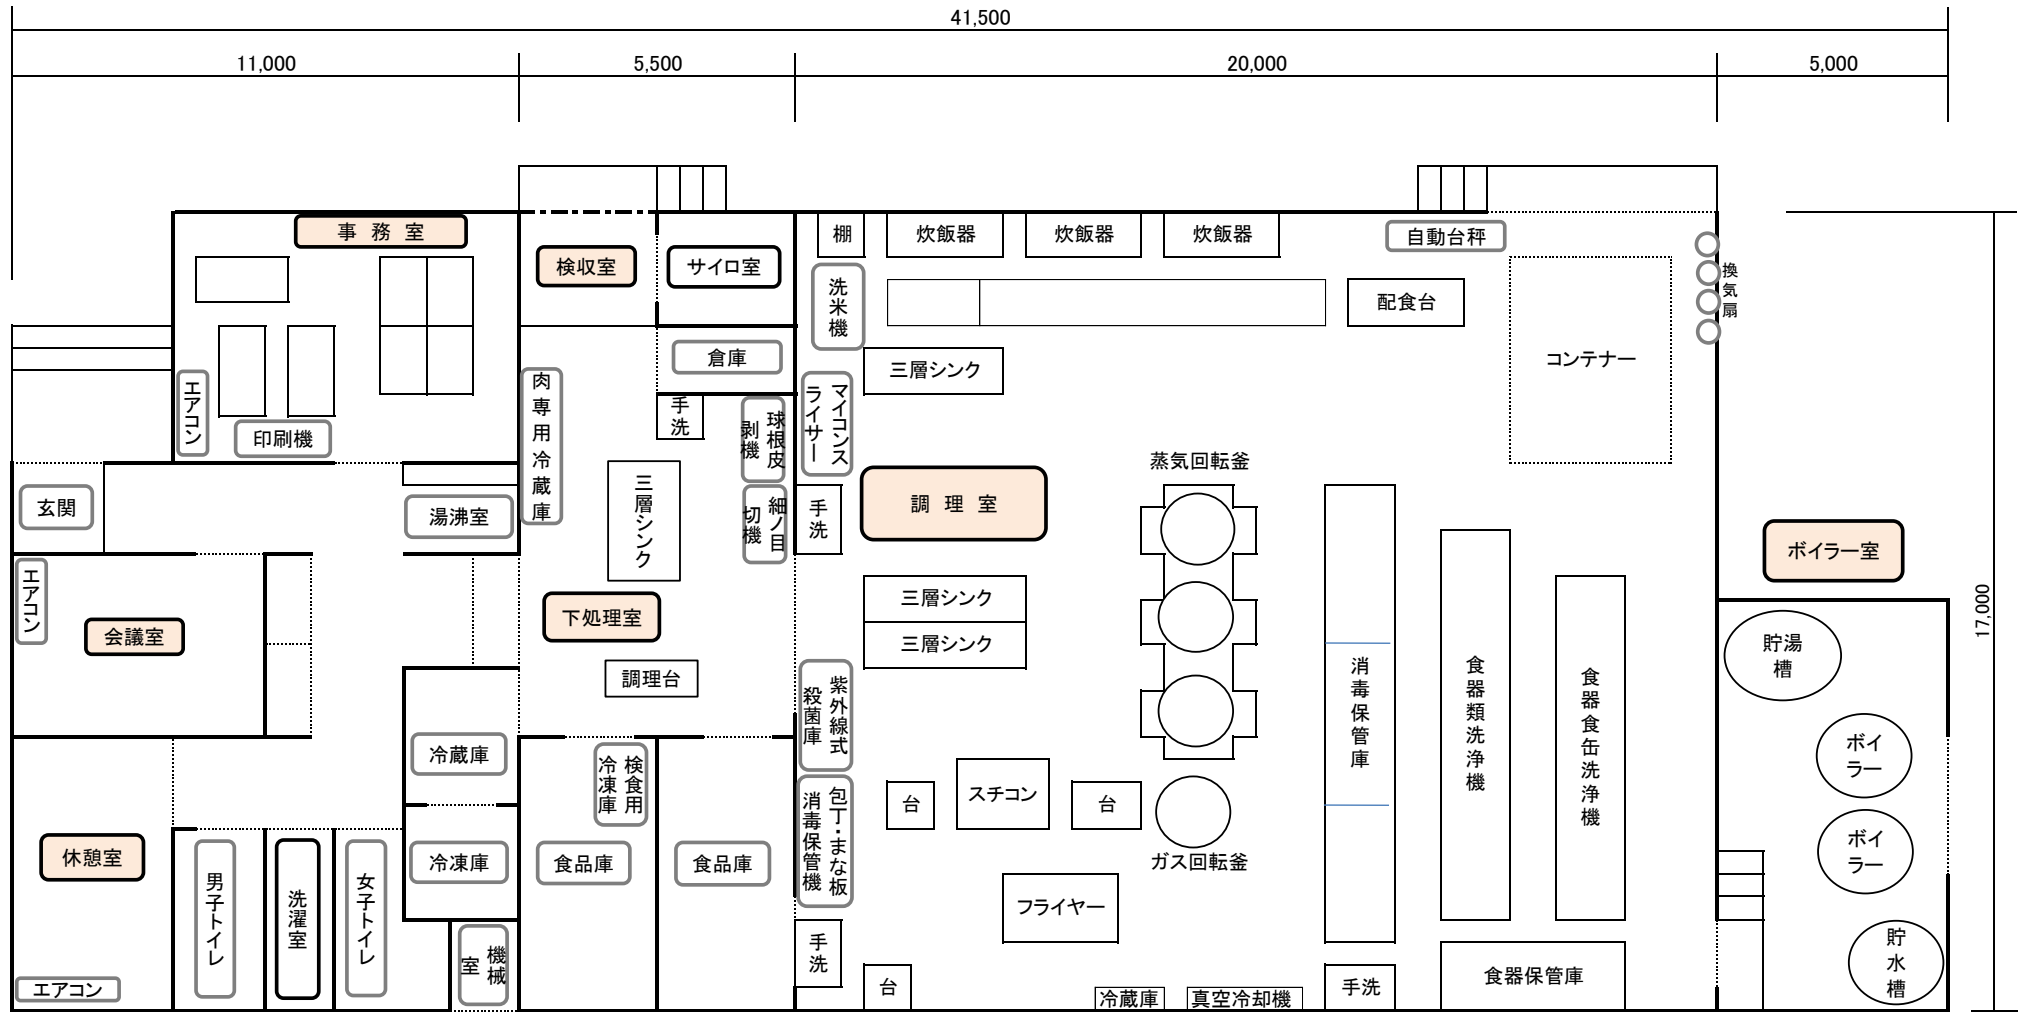 41,500
11,000
5,500
20,000
5,000
17,000
事 務 室
検収室
サイロ室
棚
炊飯器
炊飯器
炊飯器
自動台秤
換気扇
洗米機
配食台
倉庫
コンテナー
三層シンク
エアコン
肉専用冷蔵庫
マイコンス
ライサー
手洗
球根皮
剥機
印刷機
蒸気回転釜
三層シンク
玄関
湯沸室
細ノ目
切機
手洗
調 理 室
ボイラー室
エアコン
会議室
下処理室
三層シンク
三層シンク
貯湯
槽
調理台
紫外線式
殺菌庫
消毒保管庫
食器類洗浄機
食器食缶洗浄機
冷蔵庫
検食用
冷凍庫
包丁・まな板
消毒保管機
台
スチコン
台
ボイ
ラー
ボイ
ラー
休憩室
男子トイレ
洗濯室
女子トイレ
冷凍庫
食品庫
食品庫
ガス回転釜
フライヤー
機械
室
手洗
貯
水
槽
エアコン
台
冷蔵庫
真空冷却機
手洗
食器保管庫